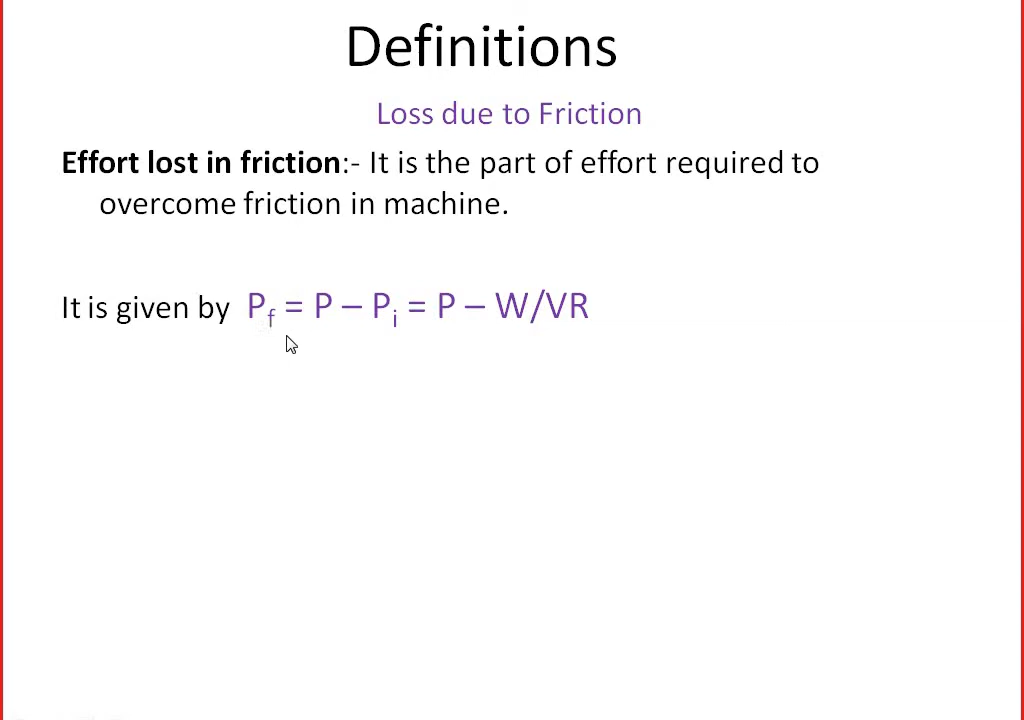 Definitions
Loss due to Friction
Effort lost in friction:- It is the part of effort required to
overcome friction in machine.
It is given by P_f = P – P_i = P – W/VR